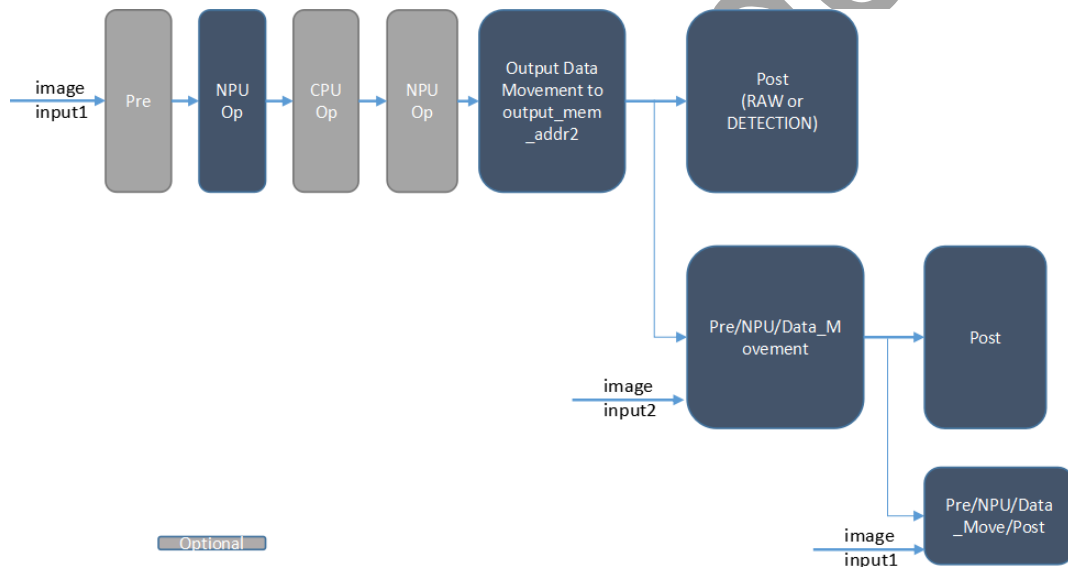 image
input1
Pre
NPU
Op
CPU
Op
NPU
Op
Output Data
Movement to
output_mem
_addr2
Post
(RAW or
DETECTION)
image
input2
Pre/NPU/Data_M
ovement
Post
Optional
image
input1
Pre/NPU/Data
_Move/Post